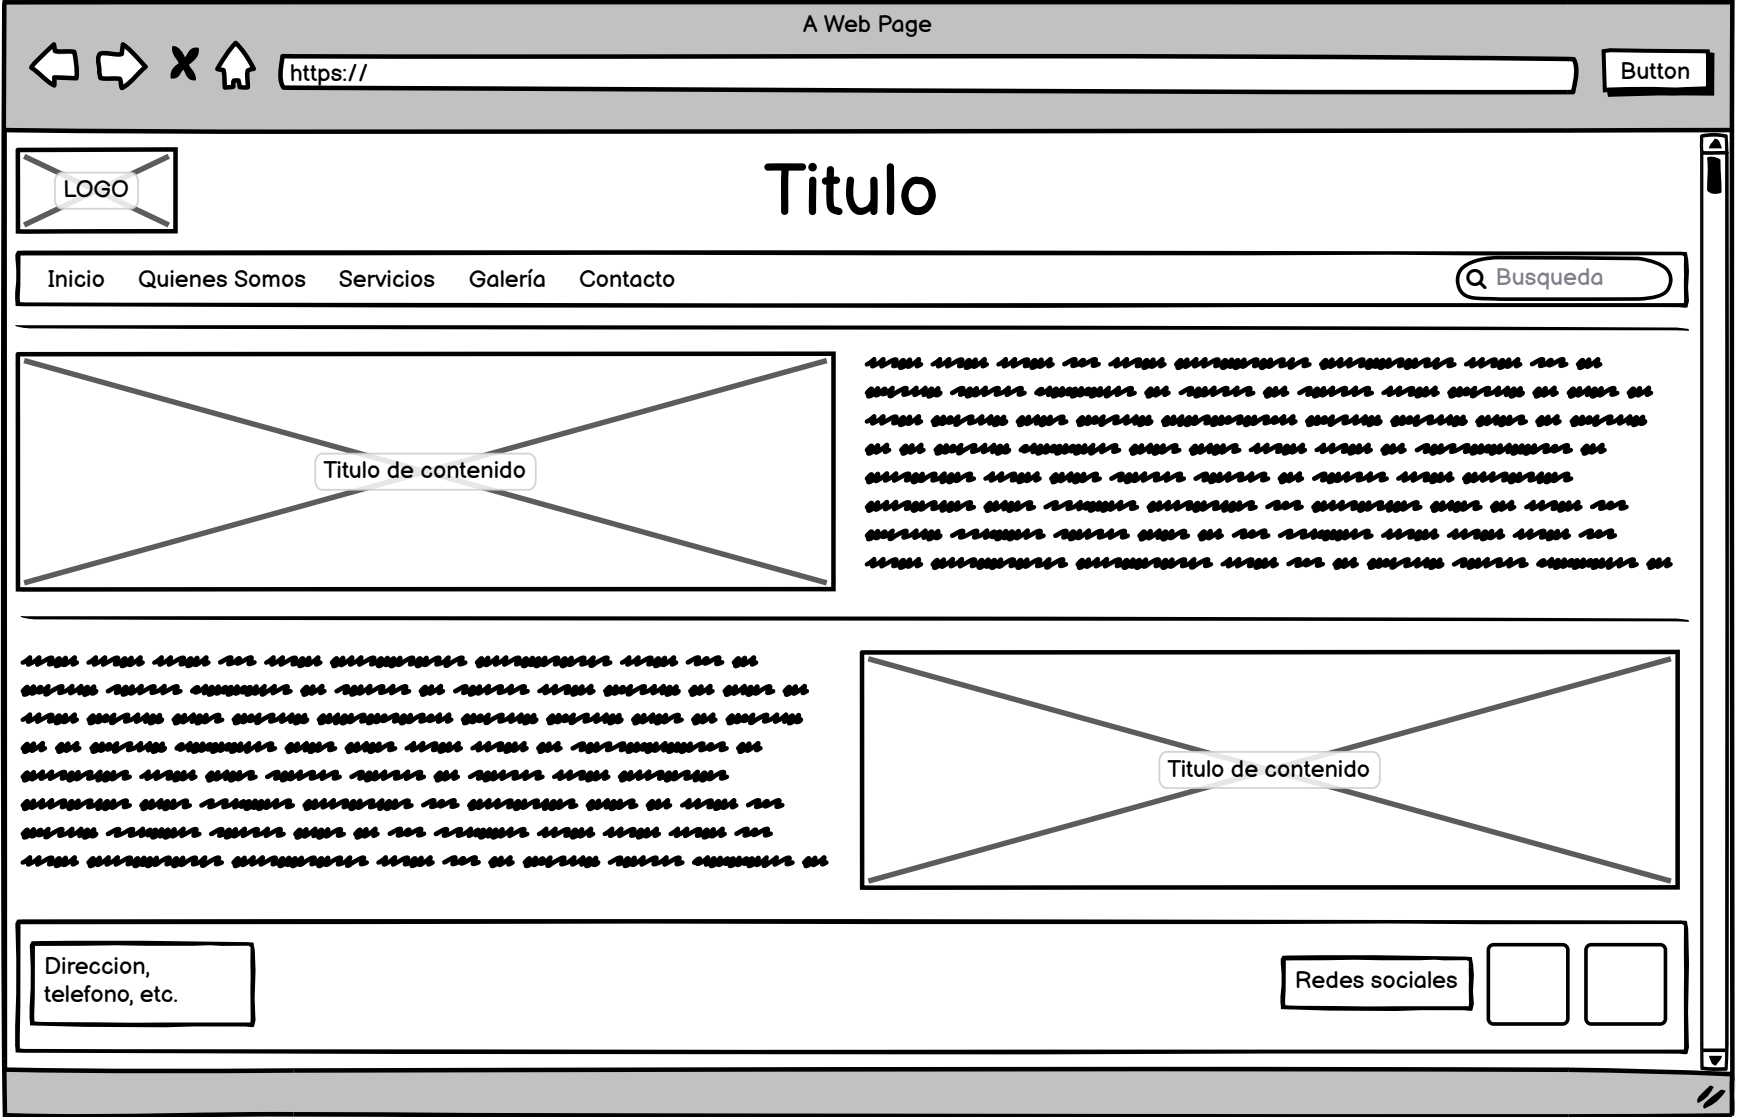 A Web Page
https://
Button
LOGO
Titulo
Inicio Quienes Somos Servicios Galería Contacto Busqueda
Titulo de contenido
Titulo de contenido
Direccion,
telefono, etc.
Redes sociales